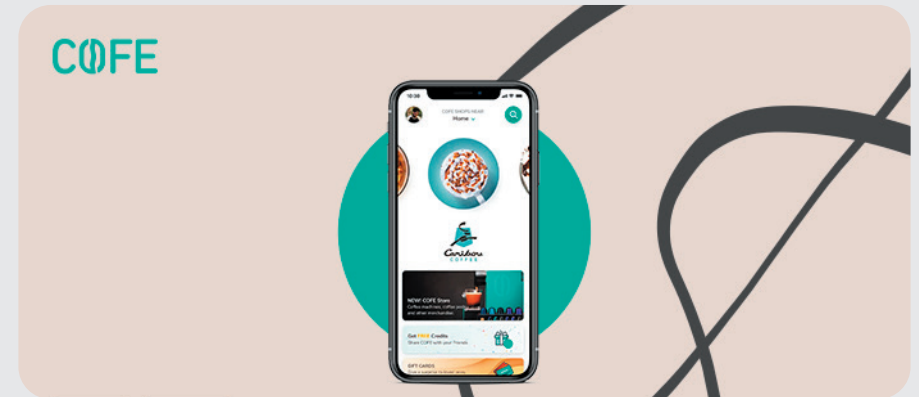 COFE
10:08
COFE SHOPS NEAR
Home
Caribou
COFFEE
NEW! COFE Store
Coffee machines, coffee pods,
and other merchandise
Get FREE Credits
Share COFE with your friends
GIFT CARDS